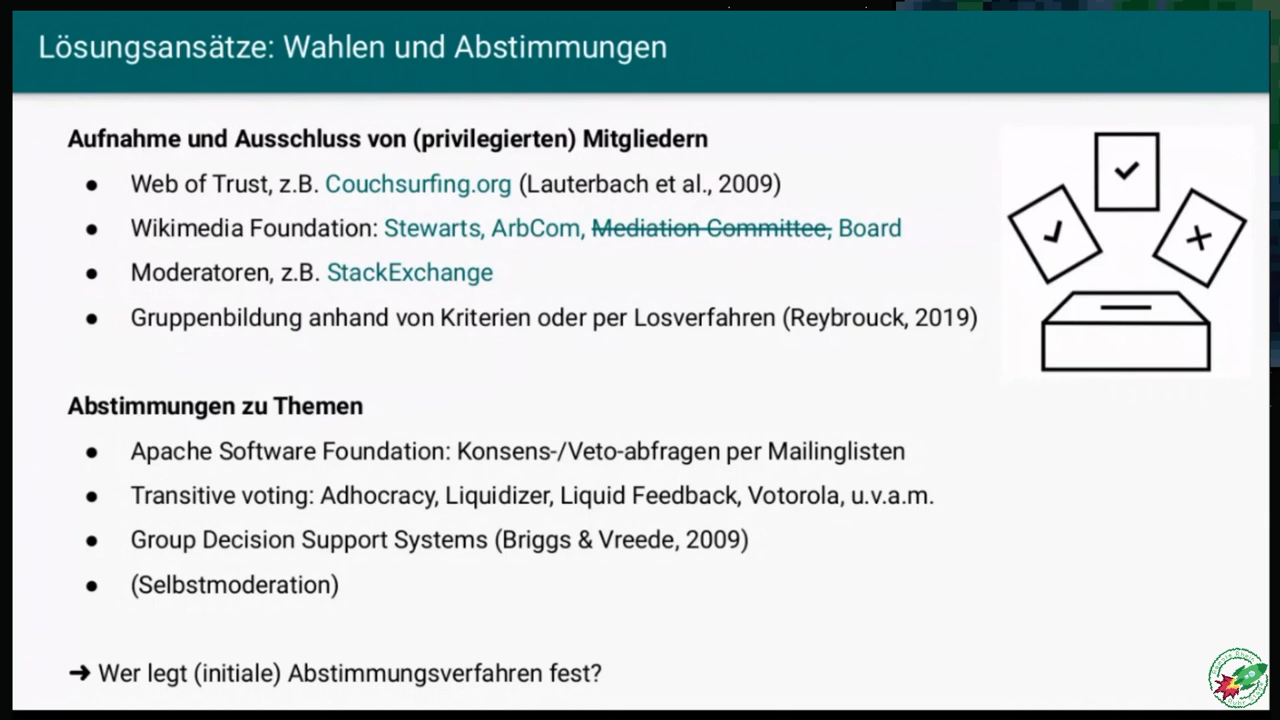 Lösungsansätze: Wahlen und Abstimmungen
Aufnahme und Ausschluss von (privilegierten) Mitgliedern
● Web of Trust, z.B. Couchsurfing.org (Lauterbach et al., 2009)
● Wikimedia Foundation: Stewarts, ArbCom, Mediation Committee, Board
● Moderatoren, z.B. StackExchange
● Gruppenbildung anhand von Kriterien oder per Losverfahren (Reybrouck, 2019)
Abstimmungen zu Themen
● Apache Software Foundation: Konsens-/Veto-abfragen per Mailinglisten
● Transitive voting: Adhocracy, Liquidizer, Liquid Feedback, Votorola, u.v.a.m.
● Group Decision Support Systems (Briggs & Vreede, 2009)
● (Selbstmoderation)
➔ Wer legt (initiale) Abstimmungsverfahren fest?